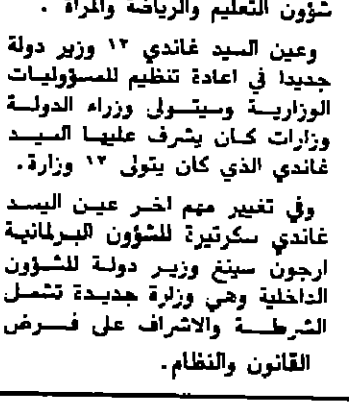 شؤون التعليم والرياضة والمرأة .
وعين السيد غاندي ١٢ وزير دولة
جديدا في اعادة تنظيم للمسؤوليات
الوزارية وسيتولى وزراء الدولة
وزارات كان يشرف عليها السيد
غاندي الذي كان يتولى ١٢ وزارة .
وفي تغيير مهم اخر عين اليسد
غاندي سكرتيرة للشؤون البرلمانية
ارجون سينغ وزير دولة للشؤون
الداخلية وهي وزارة جديدة تشمل
الشرطة والاشراف على فرض
القانون والنظام .